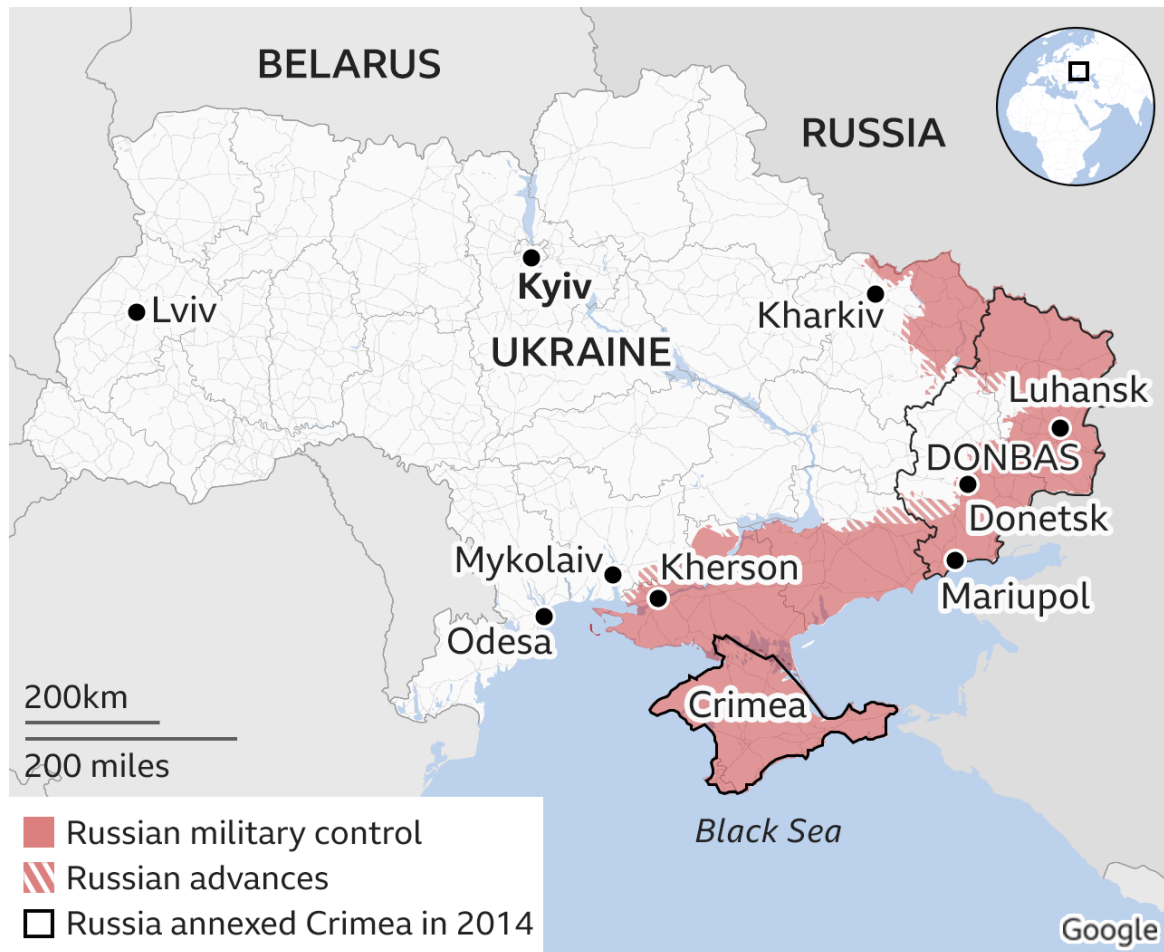 BELARUS
RUSSIA
Kyiv
Lviv
Kharkiv
UKRAINE
Luhansk
DONBAS
Donetsk
Mykolaiv
Kherson
Mariupol
Odesa
Crimea
200km
200 miles
Black Sea
Russian military control
Russian advances
Russia annexed Crimea in 2014
Google